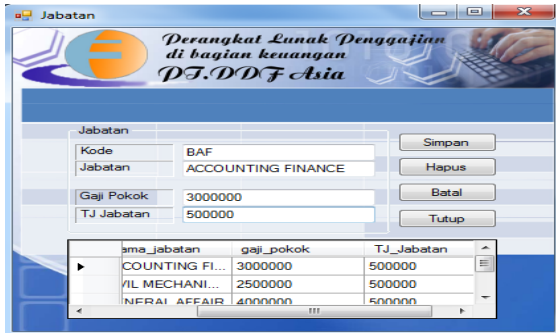 Jabatan
Perangkat Lunak Penggajian
di bagian keuangan
PT.DDF Asia
Jabatan
Kode BAF
Jabatan ACCOUNTING FINANCE
Gaji Pokok 3000000
TJ Jabatan 500000
Simpan
Hapus
Batal
Tutup
ama_jabatan gaji_pokok TJ_Jabatan
COUNTING FI... 3000000 500000
VIL MECHANI... 2500000 500000
NERAL AFFAIR 4000000 500000